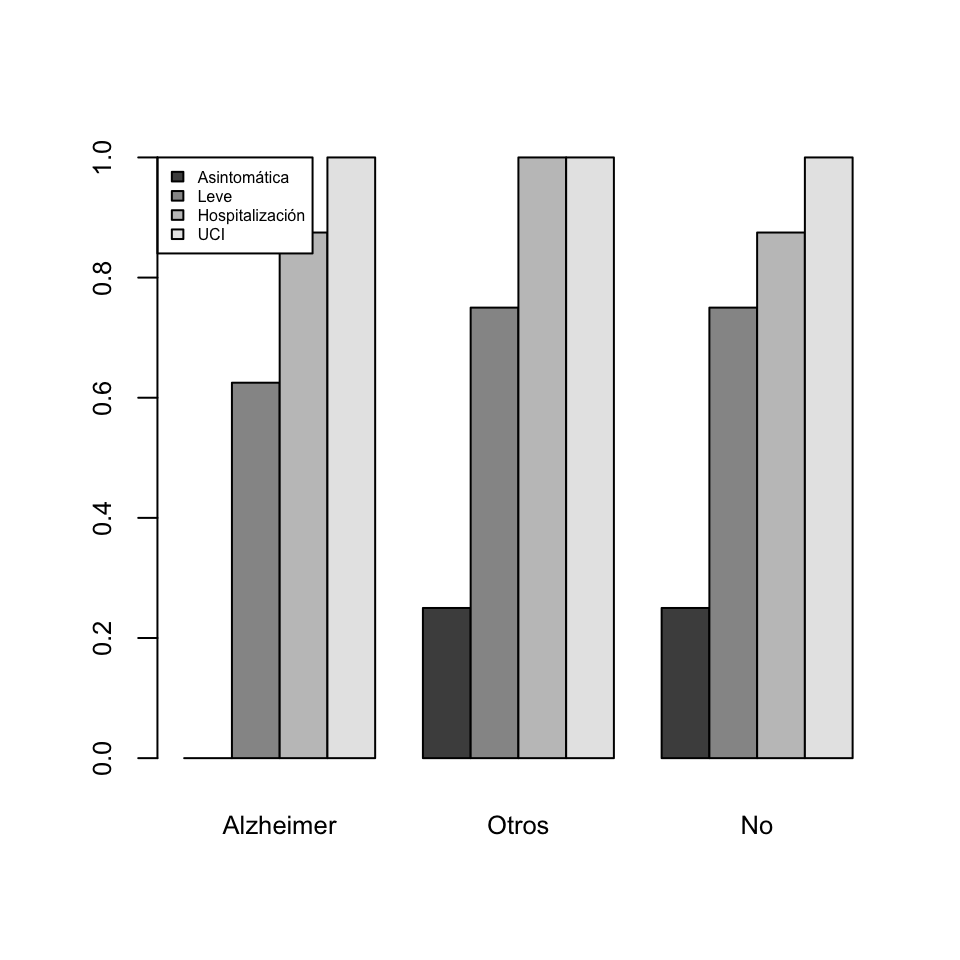 1.0
0.8
0.6
0.4
0.2
0.0
Asintomática
Leve
Hospitalización
UCI
Alzheimer
Otros
No